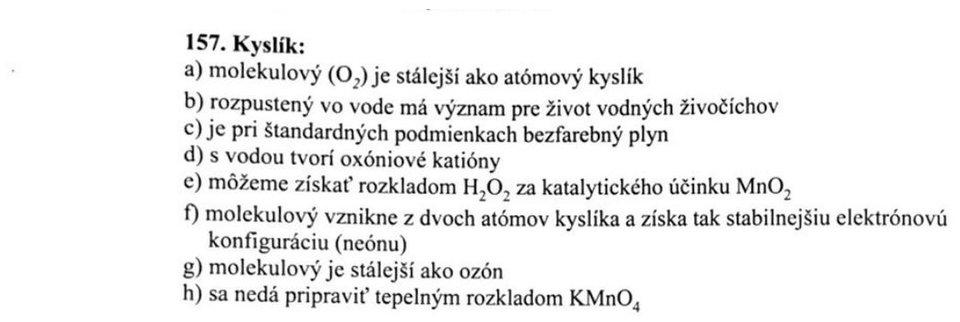 157. Kyslík:
a) molekulový (O₂) je stálejší ako atómový kyslík
b) rozpustený vo vode má význam pre život vodných živočíchov
c) je pri štandardných podmienkach bezfarebný plyn
d) s vodou tvorí oxóniové katióny
e) môžeme získať rozkladom H₂O₂ za katalytického účinku MnO₂
f) molekulový vznikne z dvoch atómov kyslíka a získa tak stabilnejšiu elektrónovú
konfiguráciu (neónu)
g) molekulový je stálejší ako ozón
h) sa nedá pripraviť tepelným rozkladom KMnO₄